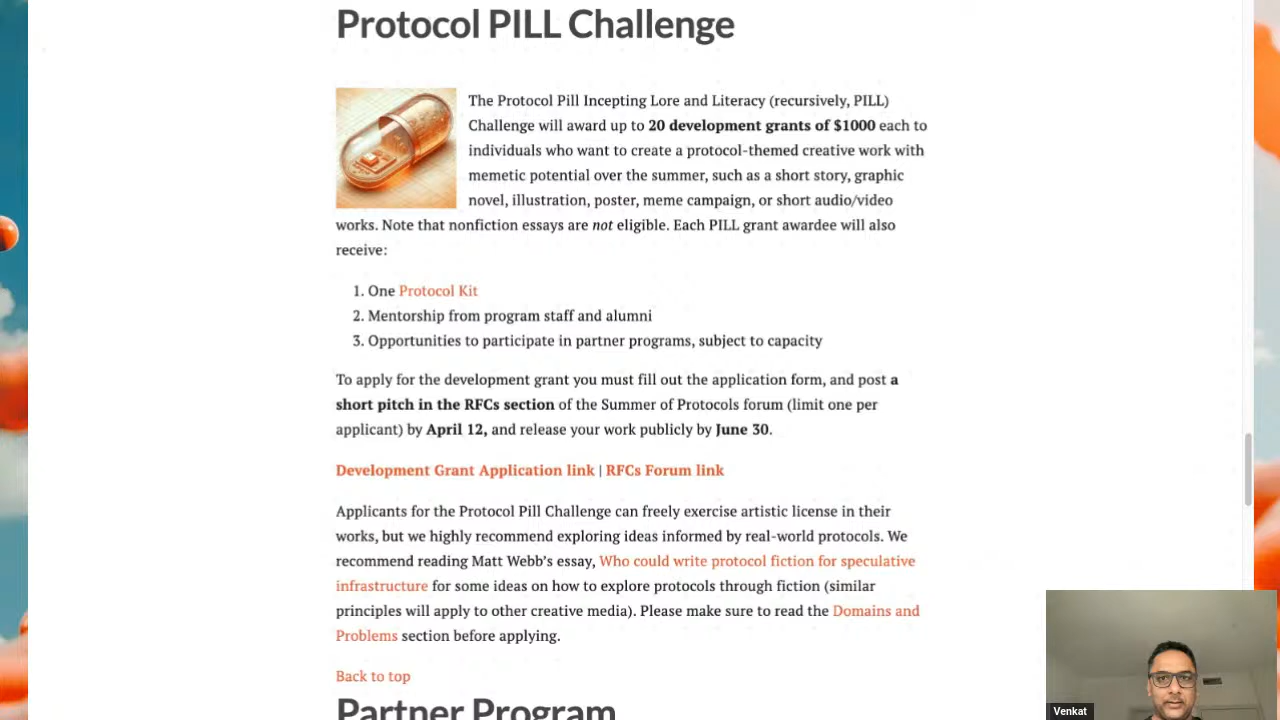 Protocol PILL Challenge
The Protocol Pill Incepting Lore and Literacy (recursively, PILL)
Challenge will award up to 20 development grants of $1000 each to
individuals who want to create a protocol-themed creative work with
memetic potential over the summer, such as a short story, graphic
novel, illustration, poster, meme campaign, or short audio/video
works. Note that nonfiction essays are not eligible. Each PILL grant awardee will also
receive:
1. One Protocol Kit
2. Mentorship from program staff and alumni
3. Opportunities to participate in partner programs, subject to capacity
To apply for the development grant you must fill out the application form, and post a
short pitch in the RFCs section of the Summer of Protocols forum (limit one per
applicant) by April 12, and release your work publicly by June 30.
Development Grant Application link | RFCs Forum link
Applicants for the Protocol Pill Challenge can freely exercise artistic license in their
works, but we highly recommend exploring ideas informed by real-world protocols. We
recommend reading Matt Webb's essay, Who could write protocol fiction for speculative
infrastructure for some ideas on how to explore protocols through fiction (similar
principles will apply to other creative media). Please make sure to read the Domains and
Problems section before applying.
Back to top
Partner Program
Venkat